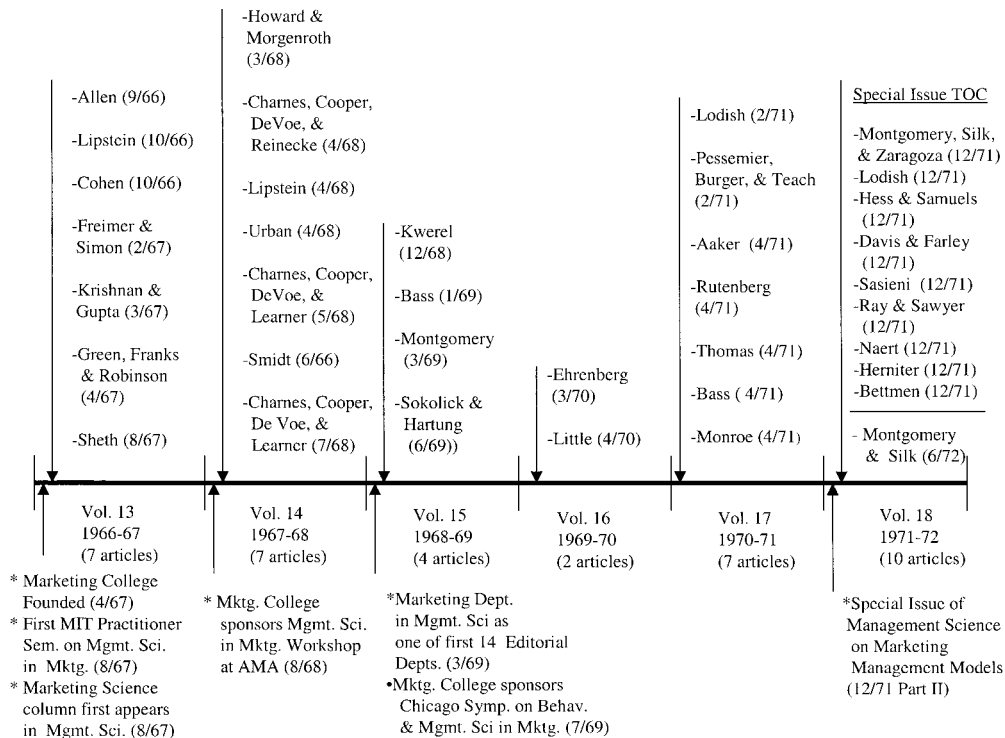 -Allen (9/66)
-Lipstein (10/66)
-Cohen (10/66)
-Freimer &
Simon (2/67)
-Krishnan &
Gupta (3/67)
-Green, Franks
& Robinson
(4/67)
-Sheth (8/67)
-Howard &
Morgenroth
(3/68)
-Charnes, Cooper,
DeVoe, &
Reinecke (4/68)
-Lipstein (4/68)
-Urban (4/68)
-Charnes, Cooper,
DeVoe, &
Learner (5/68)
-Smidt (6/66)
-Charnes, Cooper,
De Voe, &
Learner (7/68)
-Kwerel
(12/68)
-Bass (1/69)
-Montgomery
(3/69)
-Sokolick &
Hartung
(6/69))
-Ehrenberg
(3/70)
-Little (4/70)
-Lodish (2/71)
-Pessemier,
Burger, & Teach
(2/71)
-Aaker (4/71)
-Rutenberg
(4/71)
-Thomas (4/71)
-Bass ( 4/71)
-Monroe (4/71)
Special Issue TOC
-Montgomery, Silk,
& Zaragoza (12/71)
-Lodish (12/71)
-Hess & Samuels
(12/71)
-Davis & Farley
(12/71)
-Sasieni (12/71)
-Ray & Sawyer
(12/71)
-Naert (12/71)
-Herniter (12/71)
-Bettmen (12/71)
- Montgomery
& Silk (6/72)
Vol. 13
1966-67
(7 articles)
Vol. 14
1967-68
(7 articles)
Vol. 15
1968-69
(4 articles)
Vol. 16
1969-70
(2 articles)
Vol. 17
1970-71
(7 articles)
Vol. 18
1971-72
(10 articles)
* Marketing College
Founded (4/67)
* First MIT Practitioner
Sem. on Mgmt. Sci.
in Mktg. (8/67)
* Marketing Science
column first appears
in Mgmt. Sci. (8/67)
* Mktg. College
sponsors Mgmt. Sci.
in Mktg. Workshop
at AMA (8/68)
*Marketing Dept.
in Mgmt. Sci as
one of first 14 Editorial
Depts. (3/69)
•Mktg. College sponsors
Chicago Symp. on Behav.
& Mgmt. Sci in Mktg. (7/69)
*Special Issue of
Management Science
on Marketing
Management Models
(12/71 Part II)